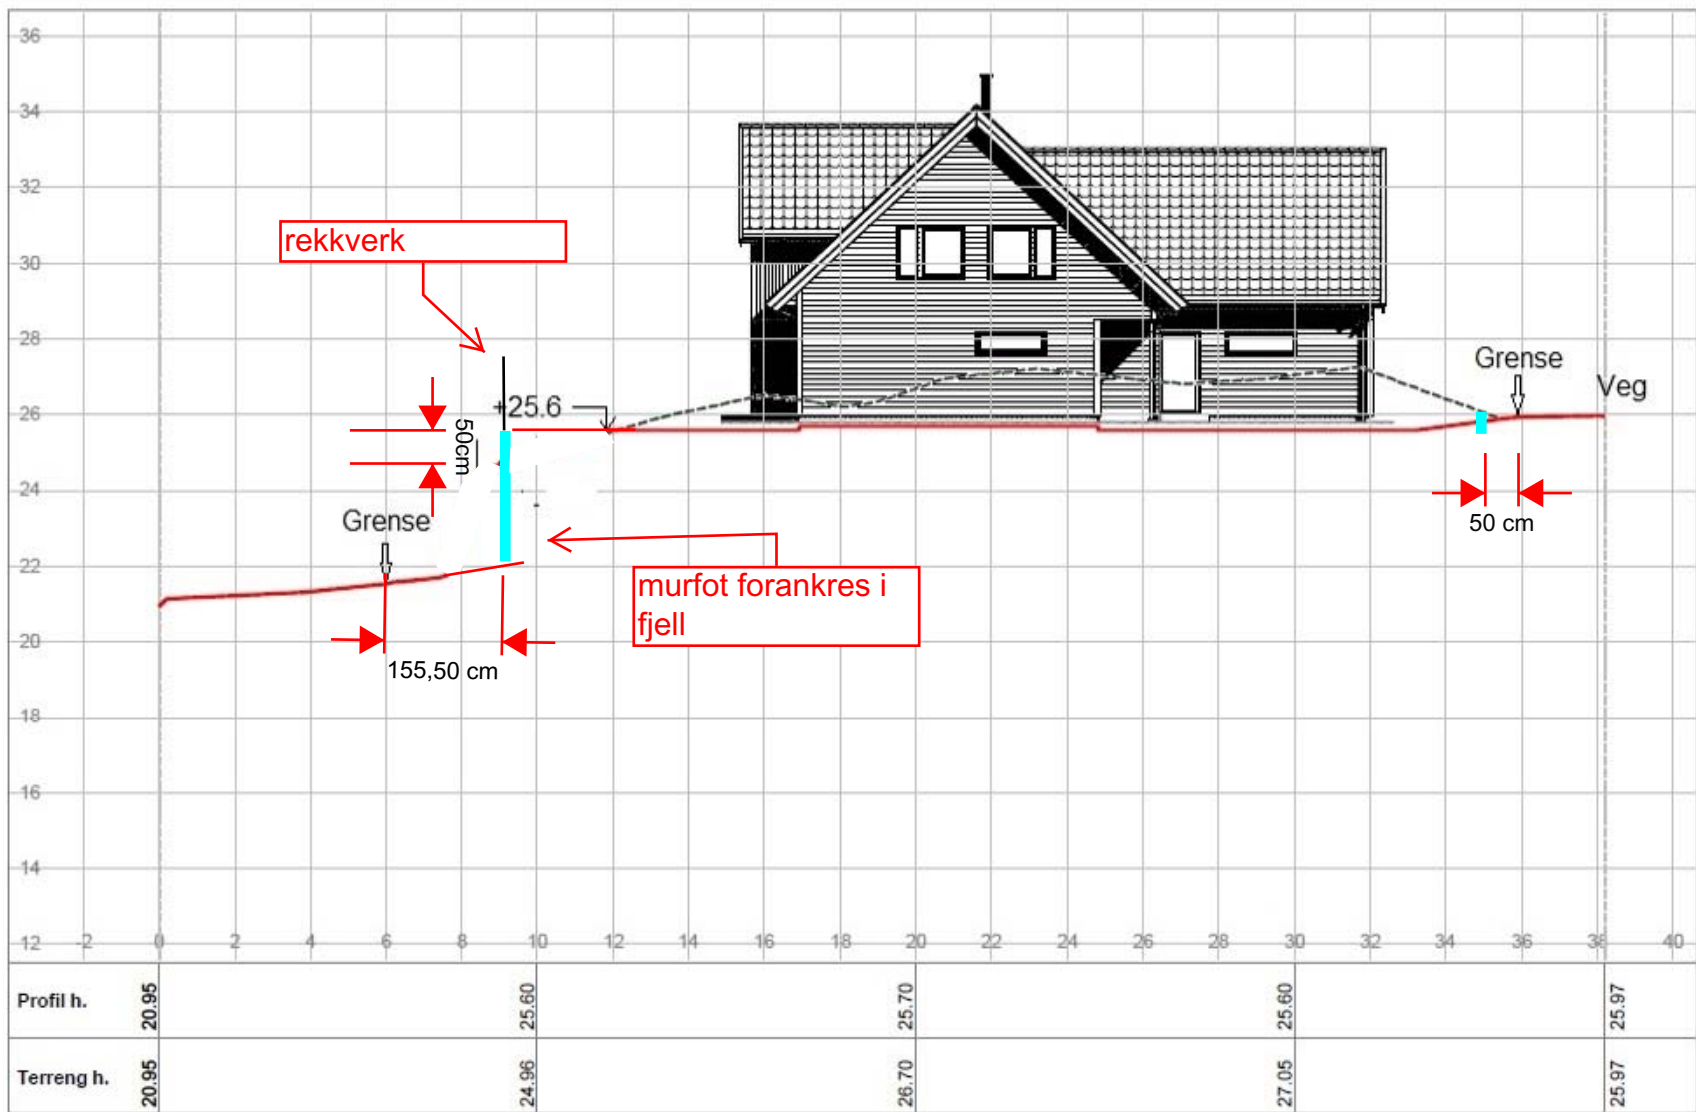 36
34
32
30
28
26
24
22
20
18
16
14
12
rekkverk
+25.6
50cm
Grense
155,50 cm
murfot forankres i
fjell
Grense
Veg
50 cm
-2 0 2 4 6 8 10 12 14 16 18 20 22 24 26 28 30 32 34 36 38 40
Profil h. 20.95 25.60 25.70 25.60 25.97
Terreng h. 20.95 24.96 26.70 27.05 25.97